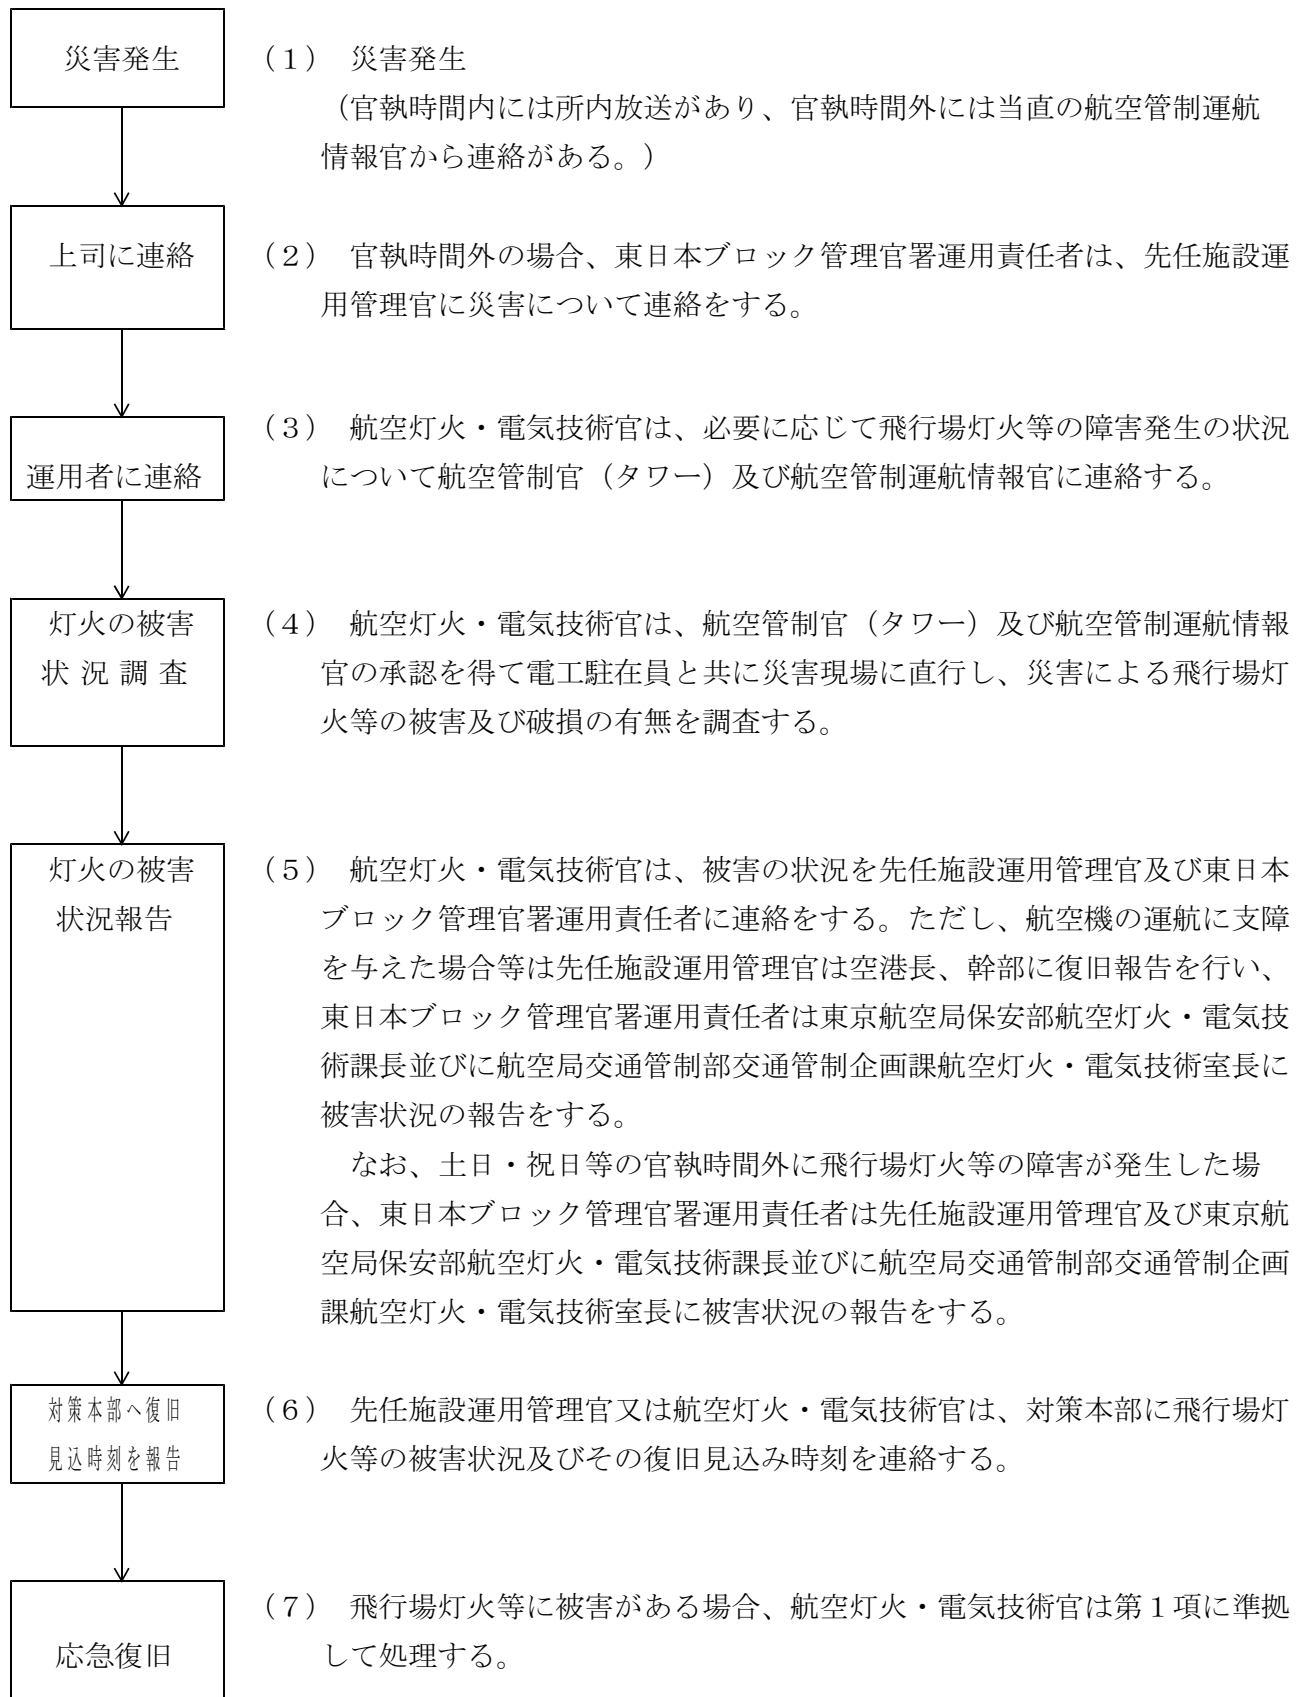 災害発生
（１）　災害発生
（官執時間内には所内放送があり、官執時間外には当直の航空管制運航
情報官から連絡がある。）
上司に連絡
（２）　官執時間外の場合、東日本ブロック管理官署運用責任者は、先任施設運
用管理官に災害について連絡をする。
運用者に連絡
（３）　航空灯火・電気技術官は、必要に応じて飛行場灯火等の障害発生の状況
について航空管制官（タワー）及び航空管制運航情報官に連絡する。
灯火の被害
状 況 調 査
（４）　航空灯火・電気技術官は、航空管制官（タワー）及び航空管制運航情報
官の承認を得て電工駐在員と共に災害現場に直行し、災害による飛行場灯
火等の被害及び破損の有無を調査する。
灯火の被害
状況報告
（５）　航空灯火・電気技術官は、被害の状況を先任施設運用管理官及び東日本
ブロック管理官署運用責任者に連絡をする。ただし、航空機の運航に支障
を与えた場合等は先任施設運用管理官は空港長、幹部に復旧報告を行い、
東日本ブロック管理官署運用責任者は東京航空局保安部航空灯火・電気技
術課長並びに航空局交通管制部交通管制企画課航空灯火・電気技術室長に
被害状況の報告をする。
なお、土日・祝日等の官執時間外に飛行場灯火等の障害が発生した場
合、東日本ブロック管理官署運用責任者は先任施設運用管理官及び東京航
空局保安部航空灯火・電気技術課長並びに航空局交通管制部交通管制企画
課航空灯火・電気技術室長に被害状況の報告をする。
対策本部へ復旧
見込時刻を報告
（６）　先任施設運用管理官又は航空灯火・電気技術官は、対策本部に飛行場灯
火等の被害状況及びその復旧見込み時刻を連絡する。
応急復旧
（７）　飛行場灯火等に被害がある場合、航空灯火・電気技術官は第１項に準拠
して処理する。